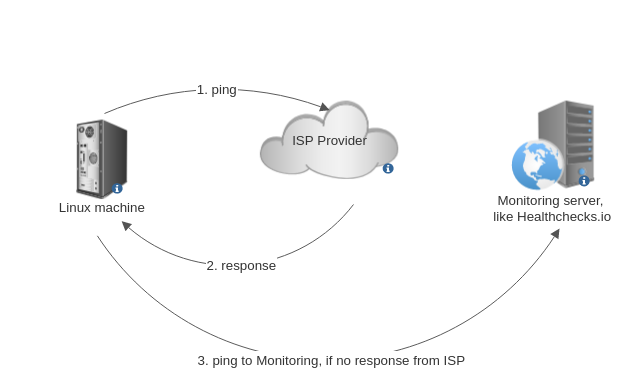 1. ping
ISP Provider
Linux machine
Monitoring server,
like Healthchecks.io
2. response
3. ping to Monitoring, if no response from ISP